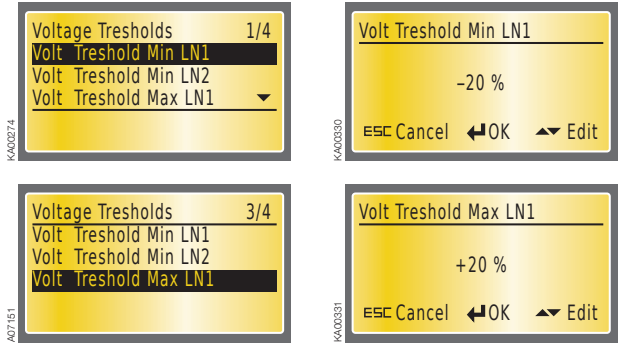 Voltage Tresholds 1/4
Volt Treshold Min LN1
Volt Treshold Min LN2
Volt Treshold Max LN1
KA00274
Volt Treshold Min LN1
–20 %
ESC Cancel OK Edit
KA00330
Voltage Tresholds 3/4
Volt Treshold Min LN1
Volt Treshold Min LN2
Volt Treshold Max LN1
A07151
Volt Treshold Max LN1
+20 %
ESC Cancel OK Edit
KA00331